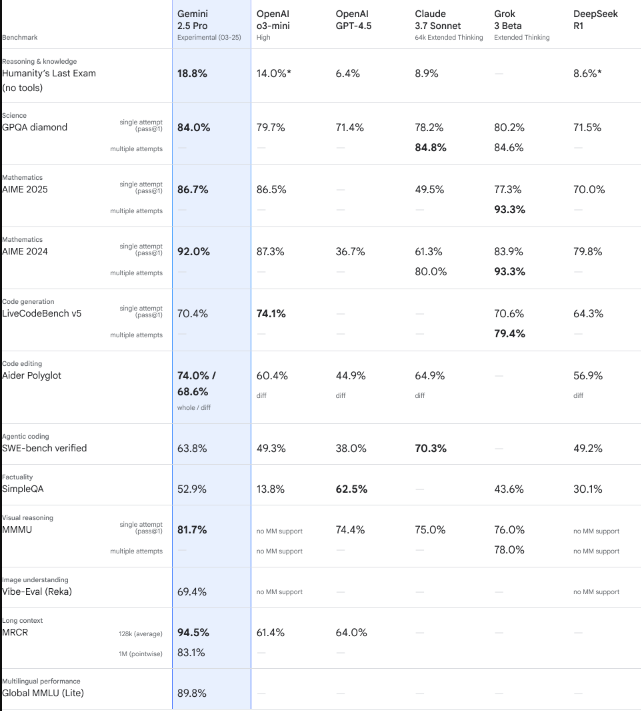 Benchmark
Gemini
2.5 Pro
Experimental (03-25)
OpenAI
o3-mini
High
OpenAI
GPT-4.5
Claude
3.7 Sonnet
64k Extended Thinking
Grok
3 Beta
Extended Thinking
DeepSeek
R1
Reasoning & knowledge
Humanity's Last Exam
(no tools)
18.8% 14.0%* 6.4% 8.9% — 8.6%*
Science
GPQA diamond
single attempt
(pass@1)
84.0% 79.7% 71.4% 78.2% 80.2% 71.5%
multiple attempts — — — 84.8% 84.6% —
Mathematics
AIME 2025
single attempt
(pass@1)
86.7% 86.5% — 49.5% 77.3% 70.0%
multiple attempts — — — — 93.3% —
Mathematics
AIME 2024
single attempt
(pass@1)
92.0% 87.3% 36.7% 61.3% 83.9% 79.8%
multiple attempts — — — 80.0% 93.3% —
Code generation
LiveCodeBench v5
single attempt
(pass@1)
70.4% 74.1% — — 70.6% 64.3%
multiple attempts — — — — 79.4% —
Code editing
Aider Polyglot
74.0% /
68.6%
whole / diff
60.4%
diff
44.9%
diff
64.9%
diff
—
56.9%
diff
Agentic coding
SWE-bench verified
63.8% 49.3% 38.0% 70.3% — 49.2%
Factuality
SimpleQA
52.9% 13.8% 62.5% — 43.6% 30.1%
Visual reasoning
MMMU
single attempt
(pass@1)
81.7% no MM support 74.4% 75.0% 76.0% no MM support
multiple attempts — no MM support — — 78.0% no MM support
Image understanding
Vibe-Eval (Reka)
69.4% no MM support — — — no MM support
Long context
MRCR
128k (average) 94.5% 61.4% 64.0% — — —
1M (pointwise) 83.1% — — — — —
Multilingual performance
Global MMLU (Lite)
89.8% — — — — —